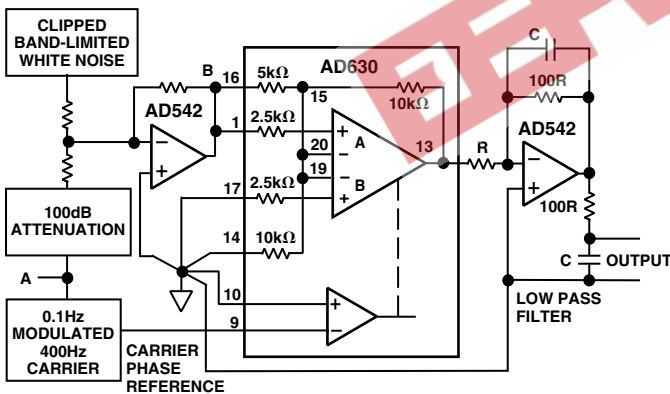 CLIPPED
BAND-LIMITED
WHITE NOISE
B
16
5kΩ
AD630
C
15
10kΩ
100R
AD542
1
2.5kΩ
+
A
20
−
13
R
AD542
−
+
−
19
−
B
+
−
+
17
2.5kΩ
100R
100dB
ATTENUATION
14
10kΩ
C
OUTPUT
A
10
+
LOW PASS
FILTER
0.1Hz
MODULATED
400Hz
CARRIER
9
−
CARRIER
PHASE
REFERENCE